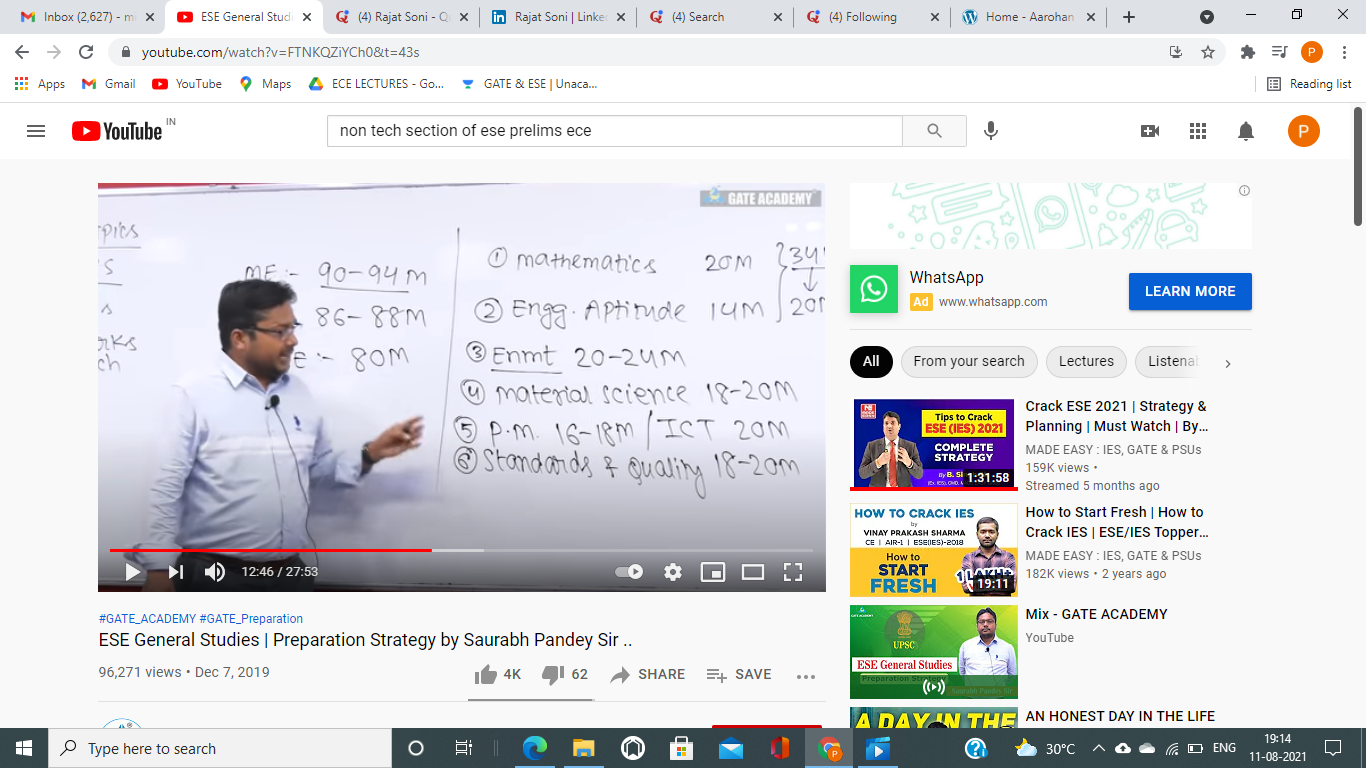 Inbox (2,627) - m
ESE General Studi
(4) Rajat Soni - Q
Rajat Soni | Linke
(4) Search
(4) Following
Home - Aarohan
youtube.com/watch?v=FTNKQZiYCh0&t=43s
P
Apps
Gmail
YouTube
Maps
ECE LECTURES - Go...
GATE & ESE | Unaca...
Reading list
YouTube IN
non tech section of ese prelims ece
P
GATE ACADEMY
ME :- 90-94M
86-88M
E :- 80M
① mathematics 20M
② Engg. Aptitude 14M
③ Enmt 20-24M
④ material science 18-20M
⑤ P.M. 16-18M / ICT 20M
⑥ Standards & quality 18-20M
12:46 / 27:53
#GATE_ACADEMY #GATE_Preparation
ESE General Studies | Preparation Strategy by Saurabh Pandey Sir ..
96,271 views • Dec 7, 2019
4K
62
SHARE
SAVE
WhatsApp
Ad www.whatsapp.com
LEARN MORE
All
From your search
Lectures
Listena
Tips to Crack
ESE (IES) 2021
COMPLETE
STRATEGY
1:31:58
Crack ESE 2021 | Strategy &
Planning | Must Watch | By...
MADE EASY : IES, GATE & PSUs
159K views •
Streamed 5 months ago
HOW TO CRACK IES
by
VINAY PRAKASH SHARMA
CE | AIR-1 | ESE(IES)-2018
How to
START
FRESH
19:11
How to Start Fresh | How to
Crack IES | ESE/IES Topper...
MADE EASY : IES, GATE & PSUs
182K views • 2 years ago
UPSC
ESE General Studies
Preparation Strategy
Saurabh Pandey Sir
Mix - GATE ACADEMY
YouTube
A DAY IN THE
AN HONEST DAY IN THE LIFE
Type here to search
30°C
ENG
19:14
11-08-2021